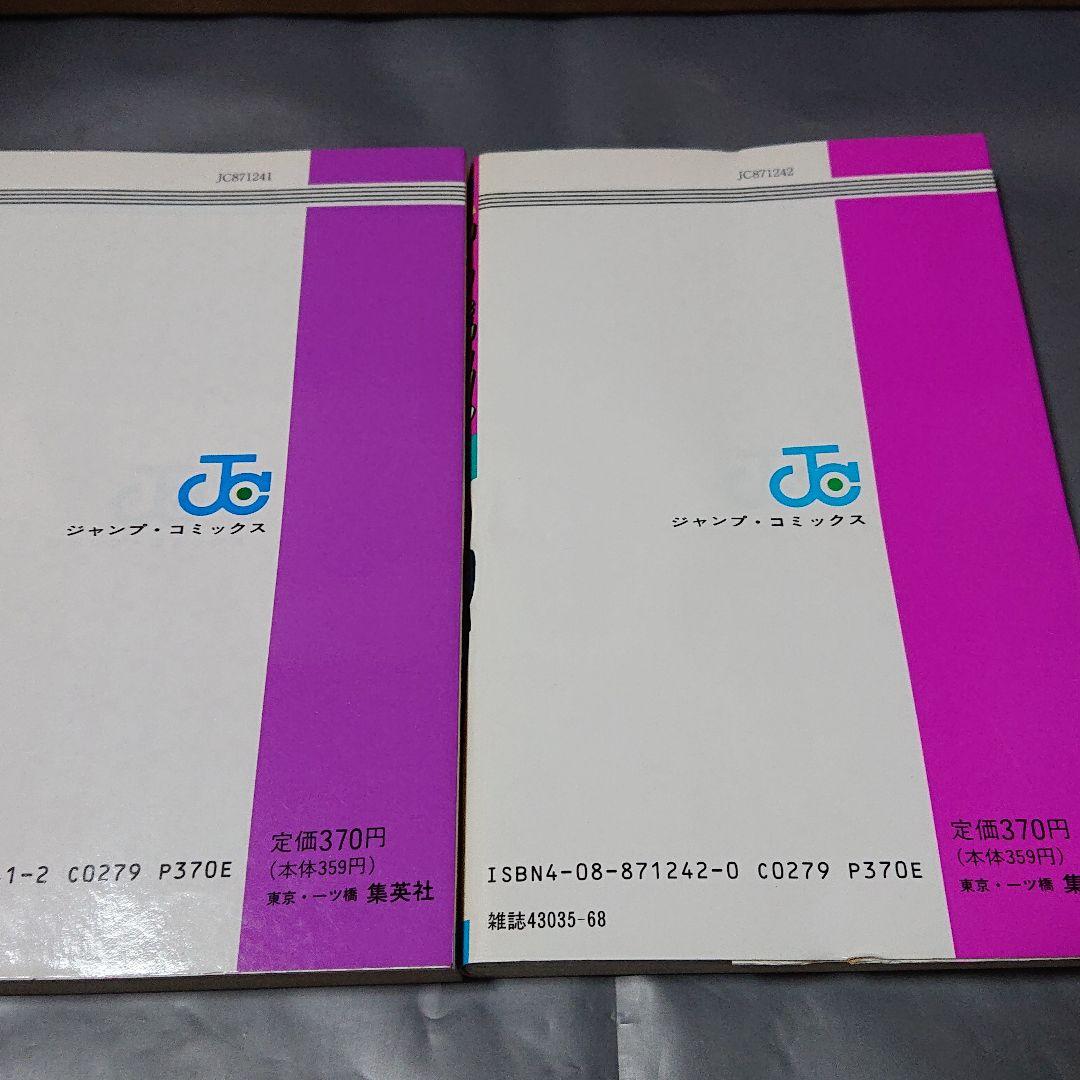 JC871241
JC
ジャンプ・コミックス
定価370円
(本体359円)
1-2 C0279 P370E
東京・一ツ橋 集英社
JC871242
JC
ジャンプ・コミックス
定価370円
(本体359円)
ISBN4-08-871242-0 C0279 P370E
東京・一ツ橋 集
雑誌43035-68